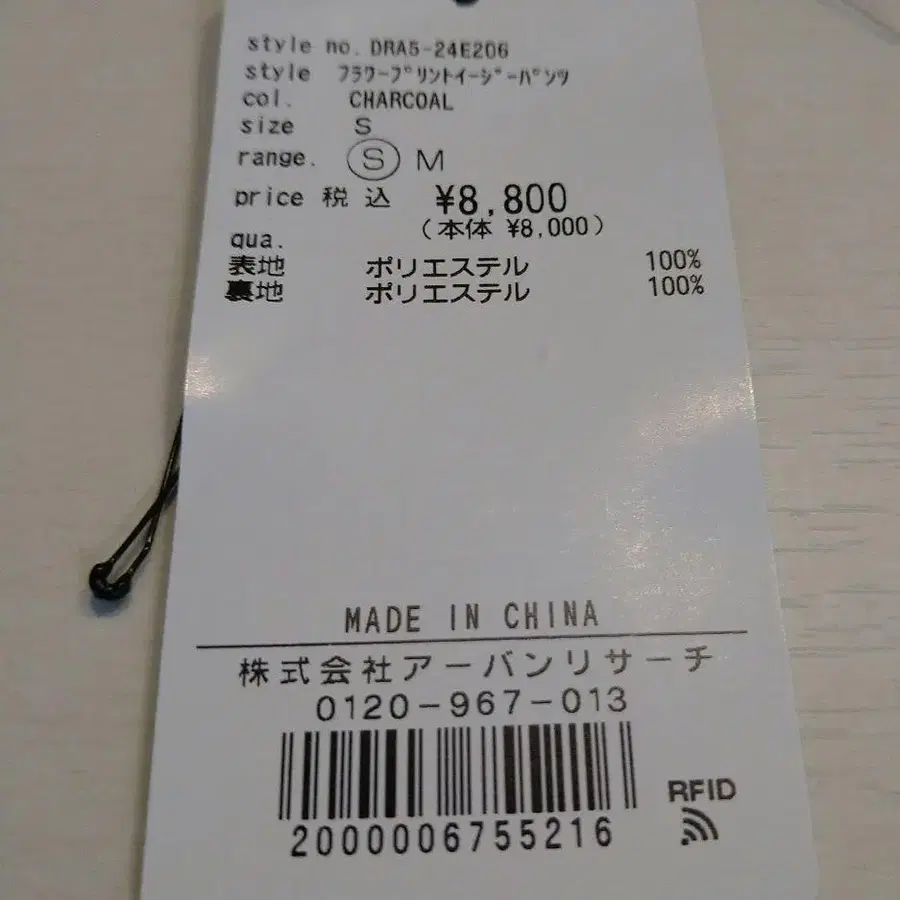 style no. DRA5-24E206
style ﾌﾗﾜｰﾌﾟﾘﾝﾄｲｰｼﾞｰﾊﾟﾝﾂ
col. CHARCOAL
size S
range. S M
price 税込 ¥8,800
(本体 ¥8,000)
qua.
表地 ポリエステル 100%
裏地 ポリエステル 100%
MADE IN CHINA
株式会社アーバンリサーチ
0120-967-013
RFID
2000006755216